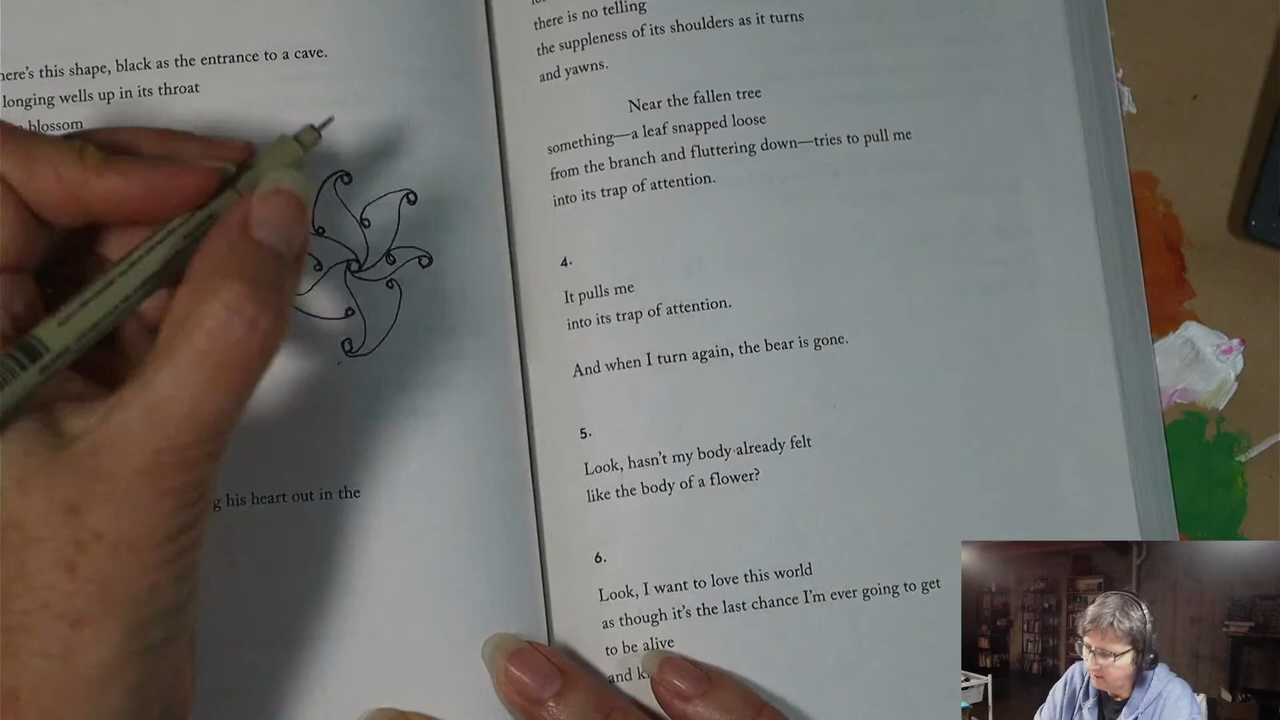 here's this shape, black as the entrance to a cave.
longing wells up in its throat
blossom
g his heart out in the
there is no telling
the suppleness of its shoulders as it turns
and yawns.
Near the fallen tree
something—a leaf snapped loose
from the branch and fluttering down—tries to pull me
into its trap of attention.
4.
It pulls me
into its trap of attention.
And when I turn again, the bear is gone.
5.
Look, hasn't my body already felt
like the body of a flower?
6.
Look, I want to love this world
as though it's the last chance I'm ever going to get
to be alive
and k